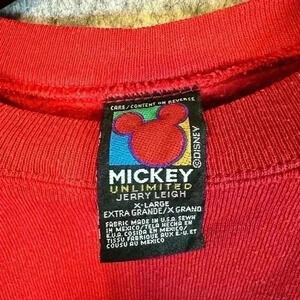 CARE/CONTENT ON REVERSE
©DISNEY
MICKEY
UNLIMITED
JERRY LEIGH
X-LARGE
EXTRA GRANDE/X GRAND
FABRIC MADE IN U.S.A. SEWN
IN MEXICO/TELA HECHA EN
E.U.A. COSIDA EN MEXICO/
TISSU FABRIQUE AUX E.-U. ET
COUSU AU MEXICO